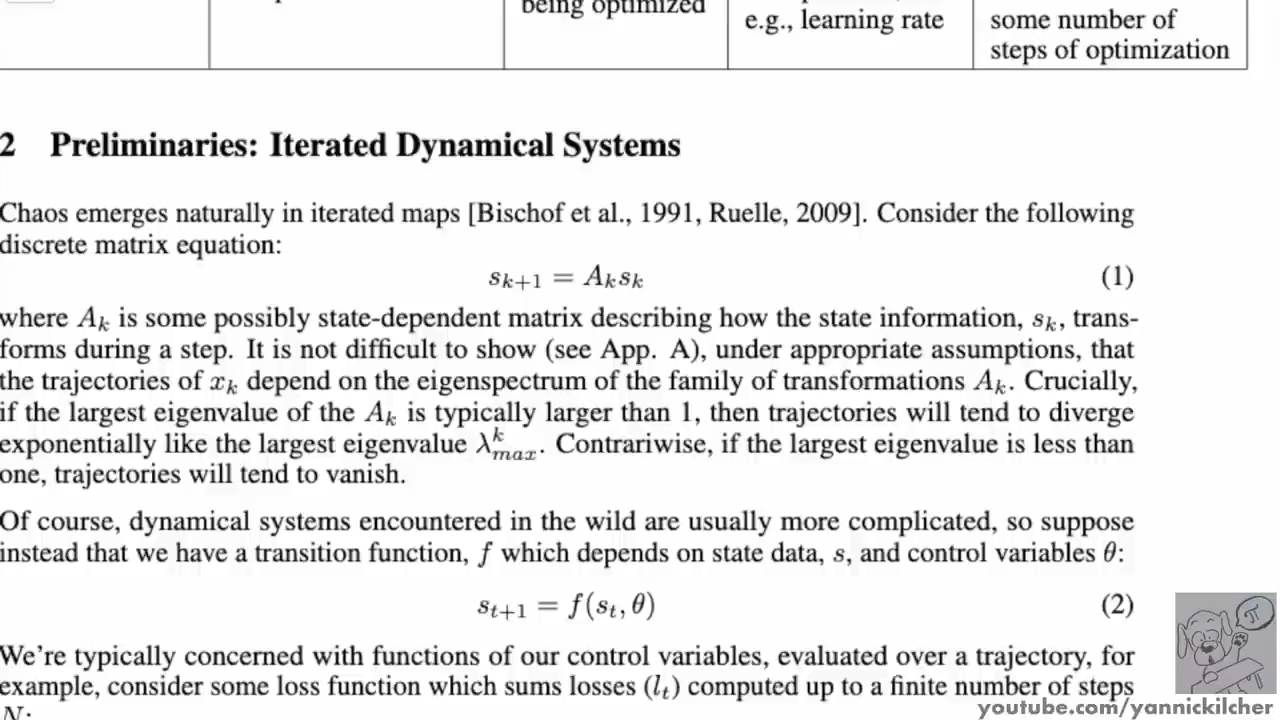 being optimized
e.g., learning rate
some number of
steps of optimization
2 Preliminaries: Iterated Dynamical Systems
Chaos emerges naturally in iterated maps [Bischof et al., 1991, Ruelle, 2009]. Consider the following
discrete matrix equation:
s_{k+1} = A_k s_k (1)
where A_k is some possibly state-dependent matrix describing how the state information, s_k, trans-
forms during a step. It is not difficult to show (see App. A), under appropriate assumptions, that
the trajectories of x_k depend on the eigenspectrum of the family of transformations A_k. Crucially,
if the largest eigenvalue of the A_k is typically larger than 1, then trajectories will tend to diverge
exponentially like the largest eigenvalue λ_{max}^k. Contrariwise, if the largest eigenvalue is less than
one, trajectories will tend to vanish.
Of course, dynamical systems encountered in the wild are usually more complicated, so suppose
instead that we have a transition function, f which depends on state data, s, and control variables θ:
s_{t+1} = f(s_t, θ) (2)
We're typically concerned with functions of our control variables, evaluated over a trajectory, for
example, consider some loss function which sums losses (l_t) computed up to a finite number of steps
N:
π
youtube.com/yannickilcher